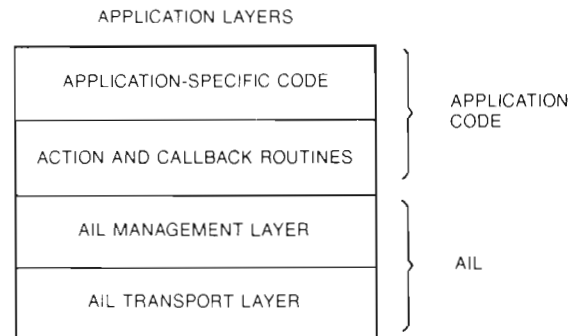 APPLICATION LAYERS
APPLICATION-SPECIFIC CODE
ACTION AND CALLBACK ROUTINES
APPLICATION
CODE
AIL MANAGEMENT LAYER
AIL TRANSPORT LAYER
AIL